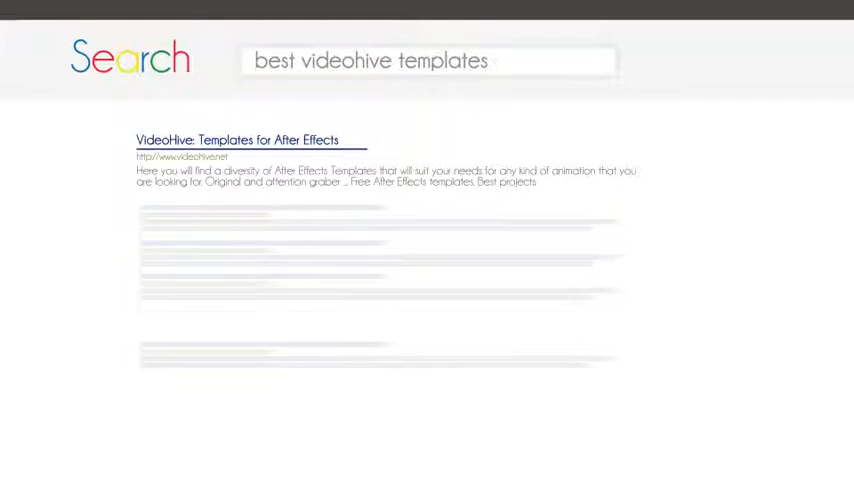 Search
best videohive templates
VideoHive: Templates for After Effects
http//www.videohive.net
Here you will find a diversity of After Effects Templates that will suit your needs for any kind of animation that you
are looking for. Original and attention graber ... Free After Effects templates. Best projects